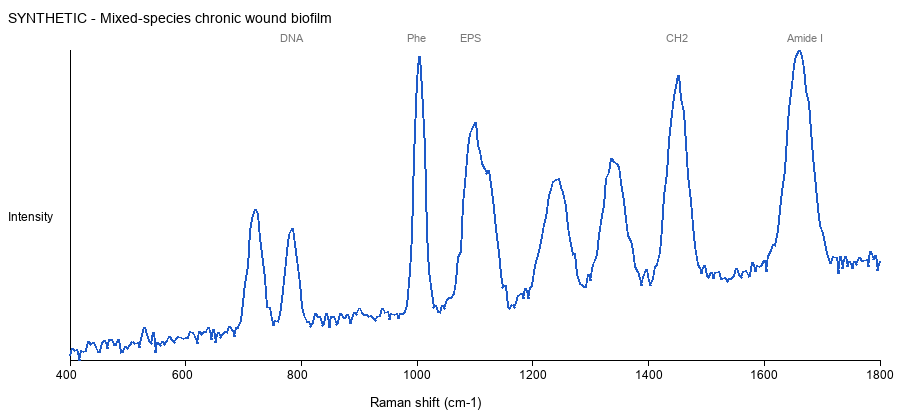 SYNTHETIC - Mixed-species chronic wound biofilm
DNA Phe EPS CH2 Amide I
Intensity
400 600 800 1000 1200 1400 1600 1800
Raman shift (cm-1)